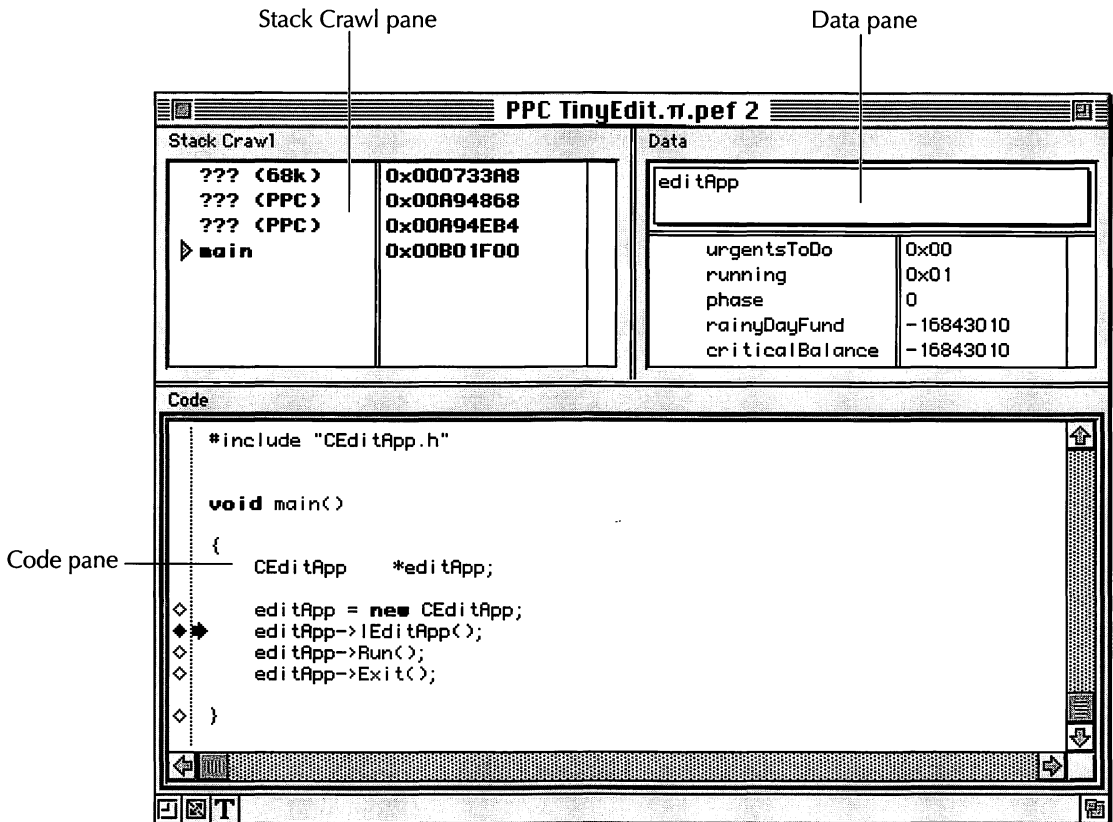 Stack Crawl pane
Data pane
PPC TinyEdit.π.pef 2
Stack Crawl
Data
??? (68k) 0x000733A8
??? (PPC) 0x00A94868
??? (PPC) 0x00A94EB4
main 0x00B01F00
editApp
urgentsToDo 0x00
running 0x01
phase 0
rainyDayFund -16843010
criticalBalance -16843010
Code
#include "CEditApp.h"
void main()
{
Code pane
CEditApp *editApp;
editApp = new CEditApp;
editApp->IEditApp();
editApp->Run();
editApp->Exit();
}
T